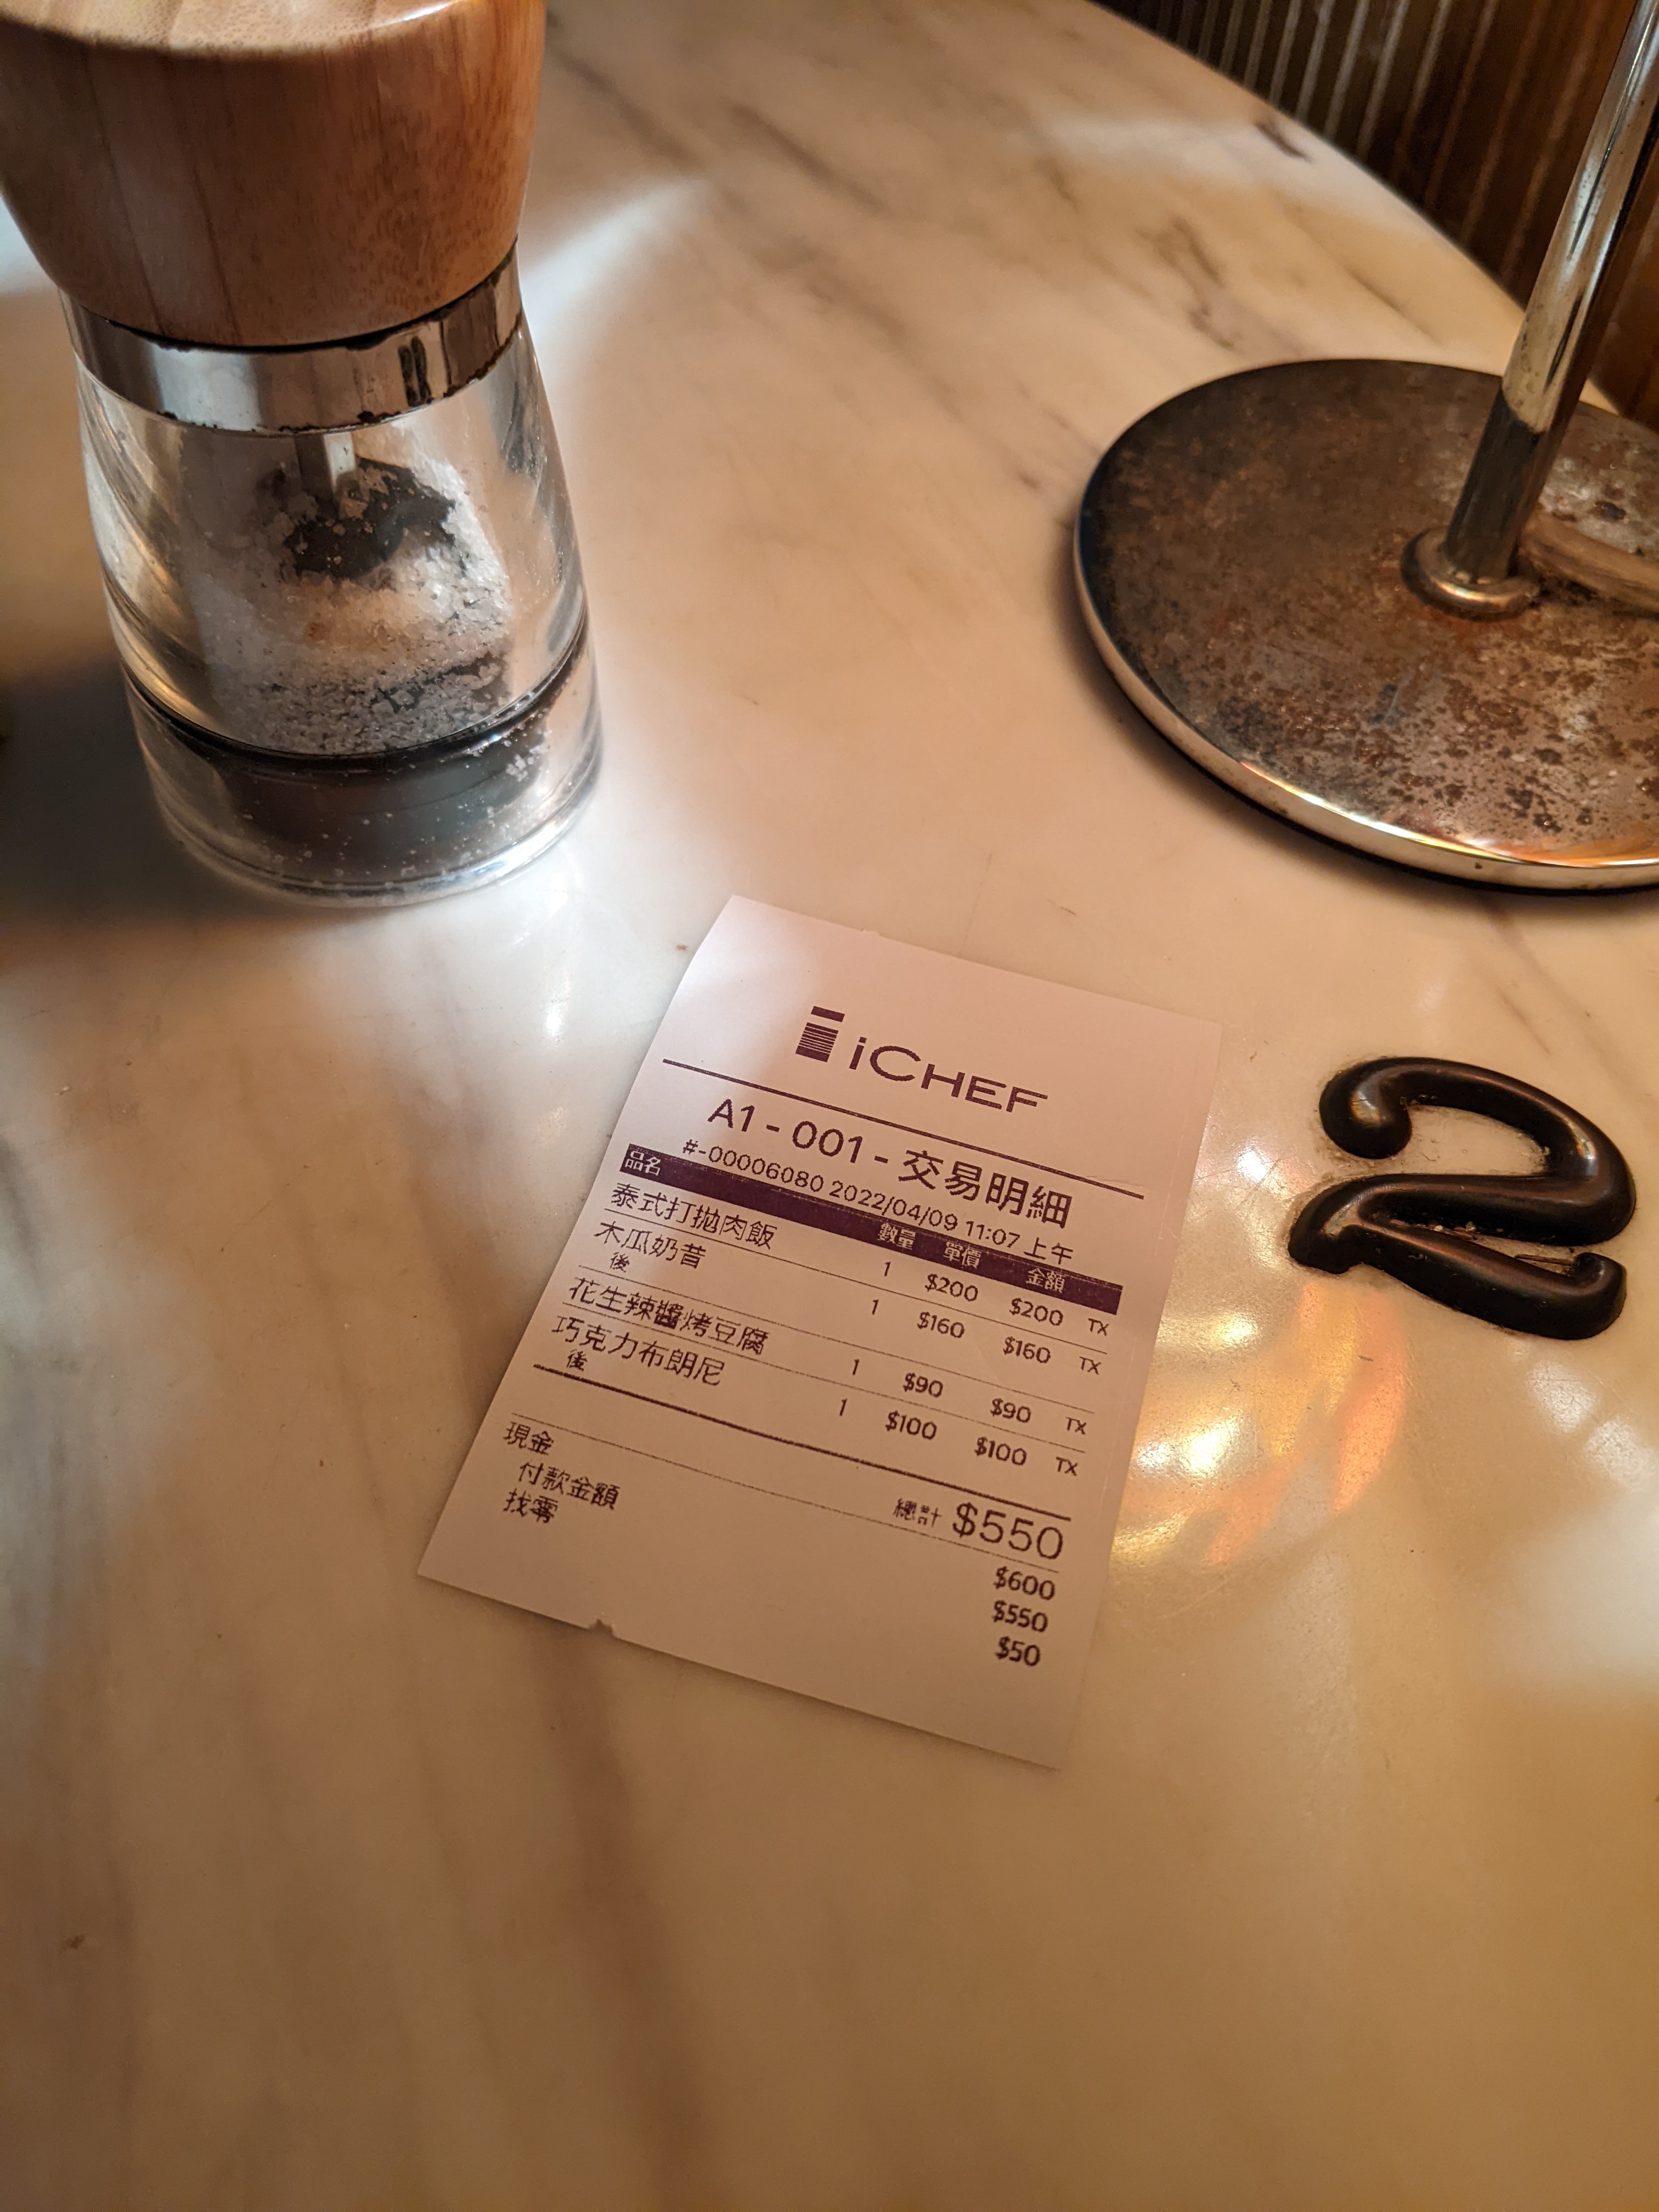 iCHEF
A1 - 001 - 交易明細
#-00006080 2022/04/09 11:07 上午
品名 數量 單價 金額
泰式打拋肉飯 1 $200 $200 TX
木瓜奶昔 1 $160 $160 TX
後
花生辣醬烤豆腐 1 $90 $90 TX
巧克力布朗尼 1 $100 $100 TX
後
總計 $550
現金 $600
付款金額 $550
找零 $50
2